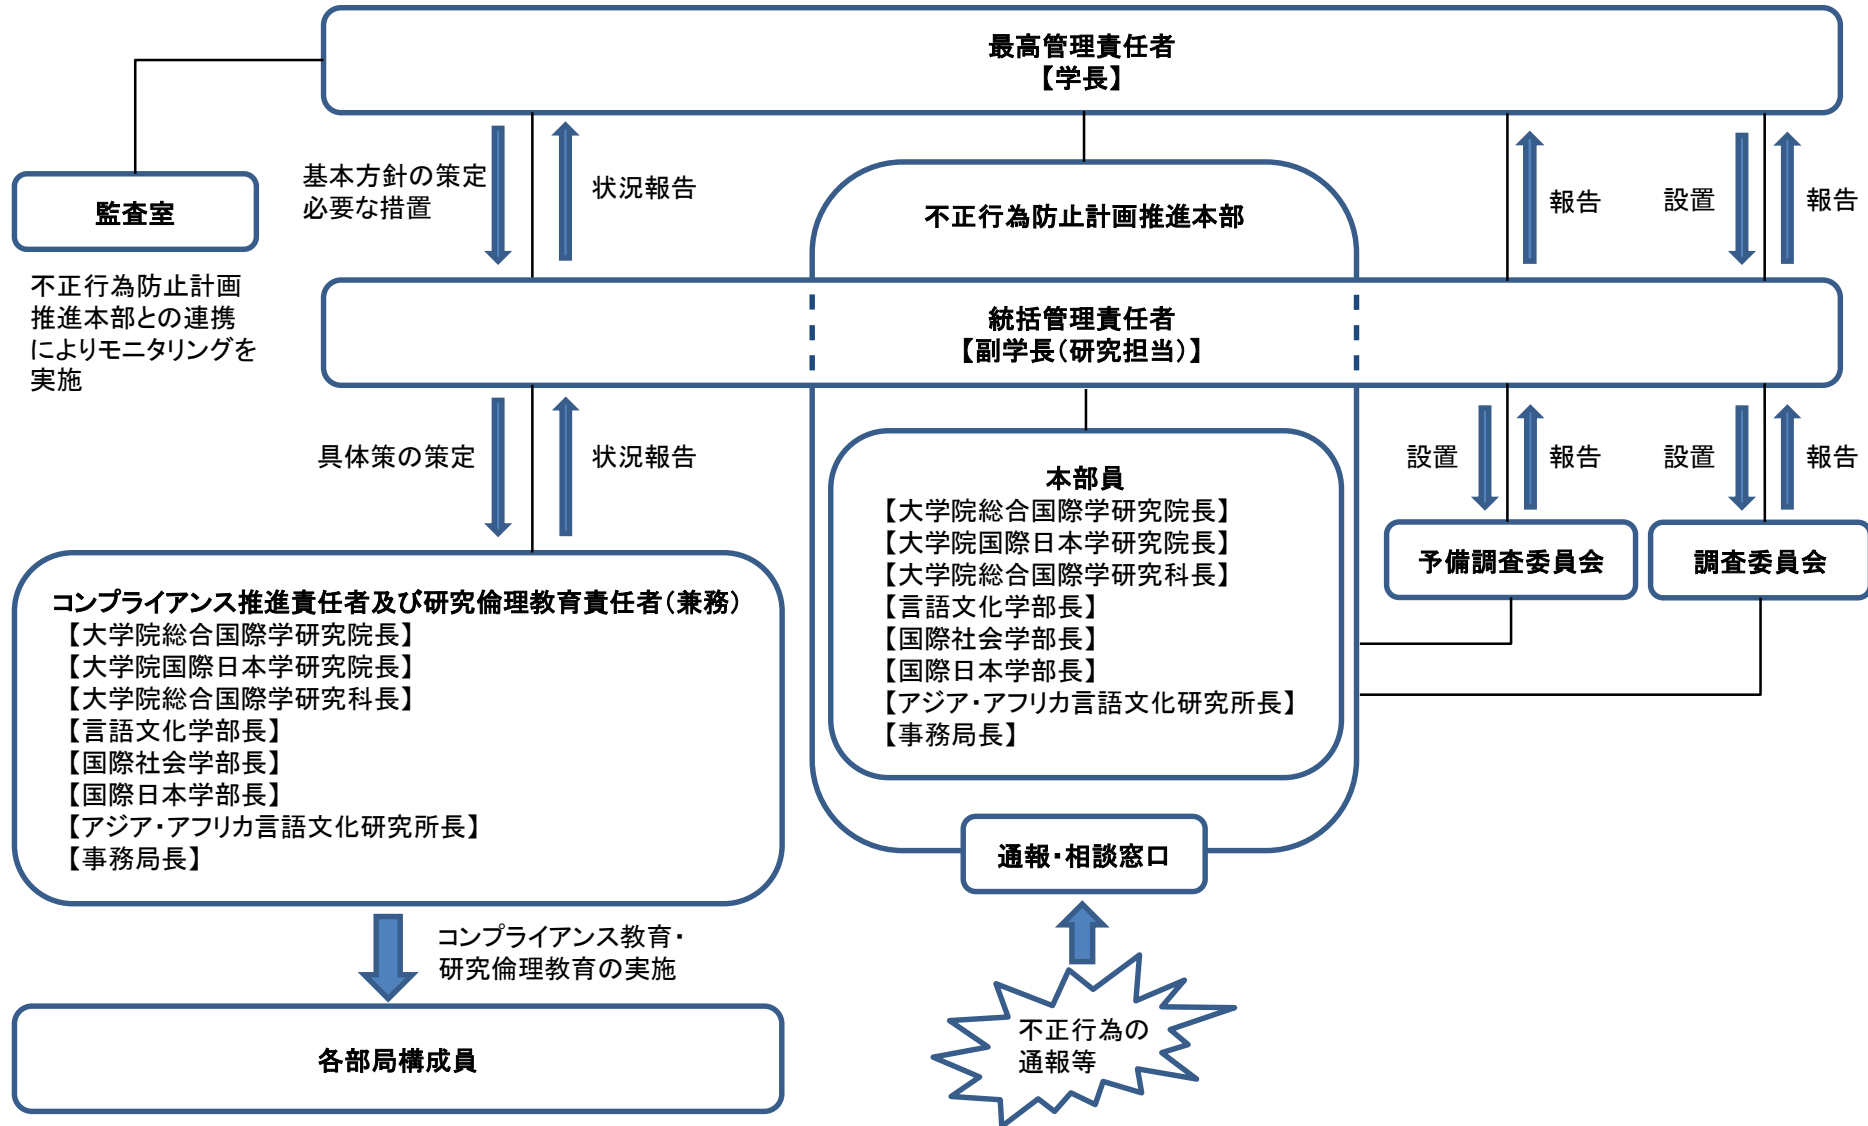 最高管理責任者
【学長】
基本方針の策定
必要な措置
状況報告
報告
設置
報告
監査室
不正行為防止計画
推進本部との連携
によりモニタリングを
実施
不正行為防止計画推進本部
統括管理責任者
【副学長(研究担当)】
具体策の策定
状況報告
設置
報告
設置
報告
本部員
【大学院総合国際学研究院長】
【大学院国際日本学研究院長】
【大学院総合国際学研究科長】
【言語文化学部長】
【国際社会学部長】
【国際日本学部長】
【アジア・アフリカ言語文化研究所長】
【事務局長】
予備調査委員会
調査委員会
コンプライアンス推進責任者及び研究倫理教育責任者(兼務)
【大学院総合国際学研究院長】
【大学院国際日本学研究院長】
【大学院総合国際学研究科長】
【言語文化学部長】
【国際社会学部長】
【国際日本学部長】
【アジア・アフリカ言語文化研究所長】
【事務局長】
通報・相談窓口
コンプライアンス教育・
研究倫理教育の実施
不正行為の
通報等
各部局構成員